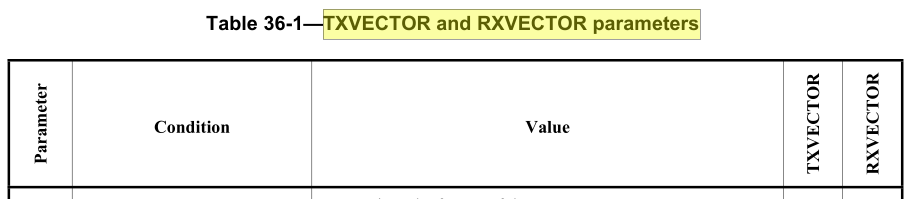 Table 36-1—TXVECTOR and RXVECTOR parameters
Parameter Condition Value TXVECTOR RXVECTOR